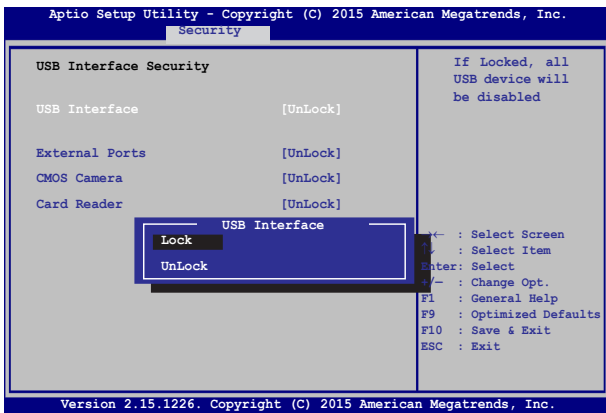 Aptio Setup Utility - Copyright (C) 2015 American Megatrends, Inc.
Security
USB Interface Security
USB Interface [UnLock]
External Ports [UnLock]
CMOS Camera [UnLock]
Card Reader [UnLock]
USB Interface
Lock
UnLock
If Locked, all
USB device will
be disabled
→← : Select Screen
↑↓ : Select Item
Enter: Select
+/— : Change Opt.
F1 : General Help
F9 : Optimized Defaults
F10 : Save & Exit
ESC : Exit
Version 2.15.1226. Copyright (C) 2015 American Megatrends, Inc.